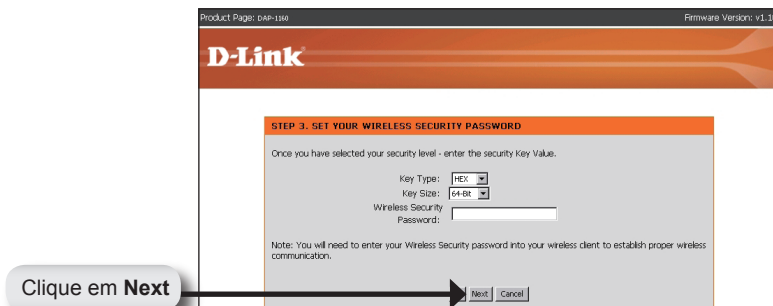 Product Page: DAP-1160
Firmware Version: v1.10
D-Link
STEP 3. SET YOUR WIRELESS SECURITY PASSWORD
Once you have selected your security level - enter the security Key Value.
Key Type: HEX
Key Size: 64-Bit
Wireless Security
Password:
Note: You will need to enter your Wireless Security password into your wireless client to establish proper wireless
communication.
Clique em Next
Next Cancel